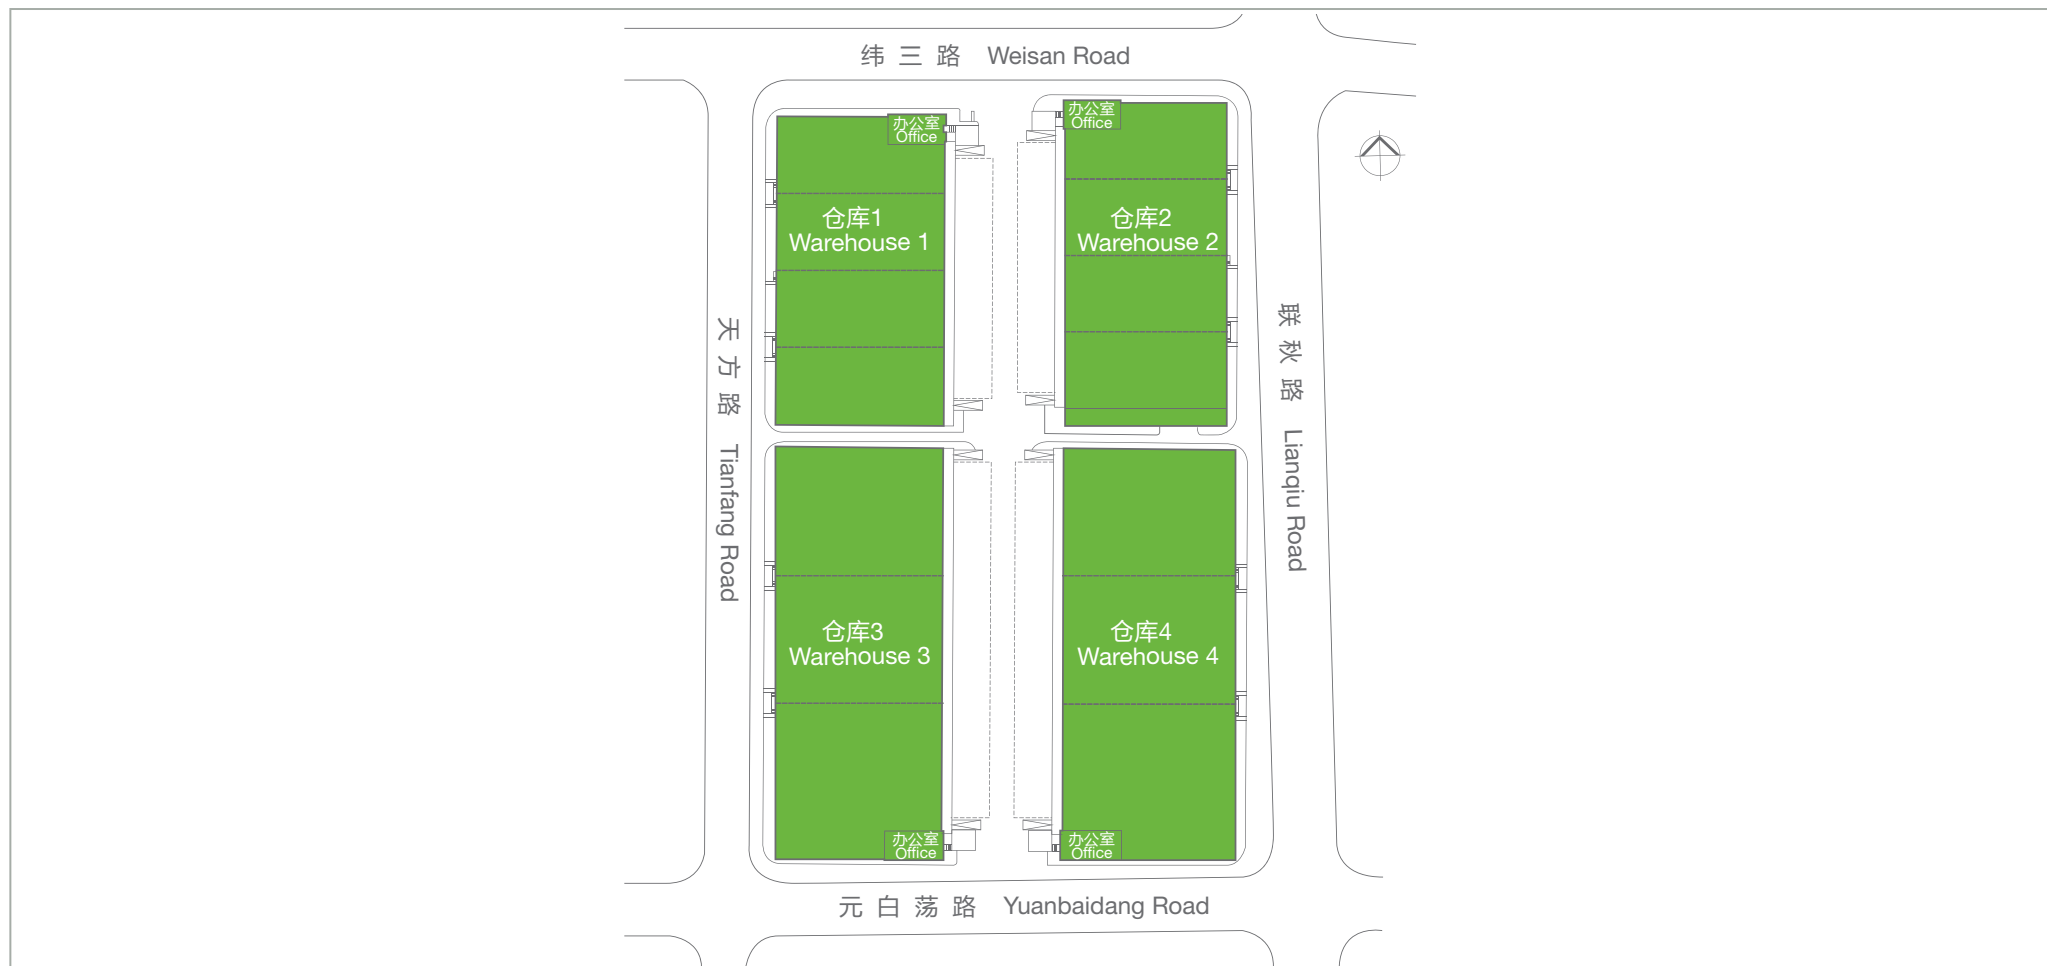 纬三路 Weisan Road
办公室
Office
办公室
Office
仓库1
Warehouse 1
仓库2
Warehouse 2
天方路 Tianfang Road
联秋路 Lianqiu Road
仓库3
Warehouse 3
仓库4
Warehouse 4
办公室
Office
办公室
Office
元白荡路 Yuanbaidang Road